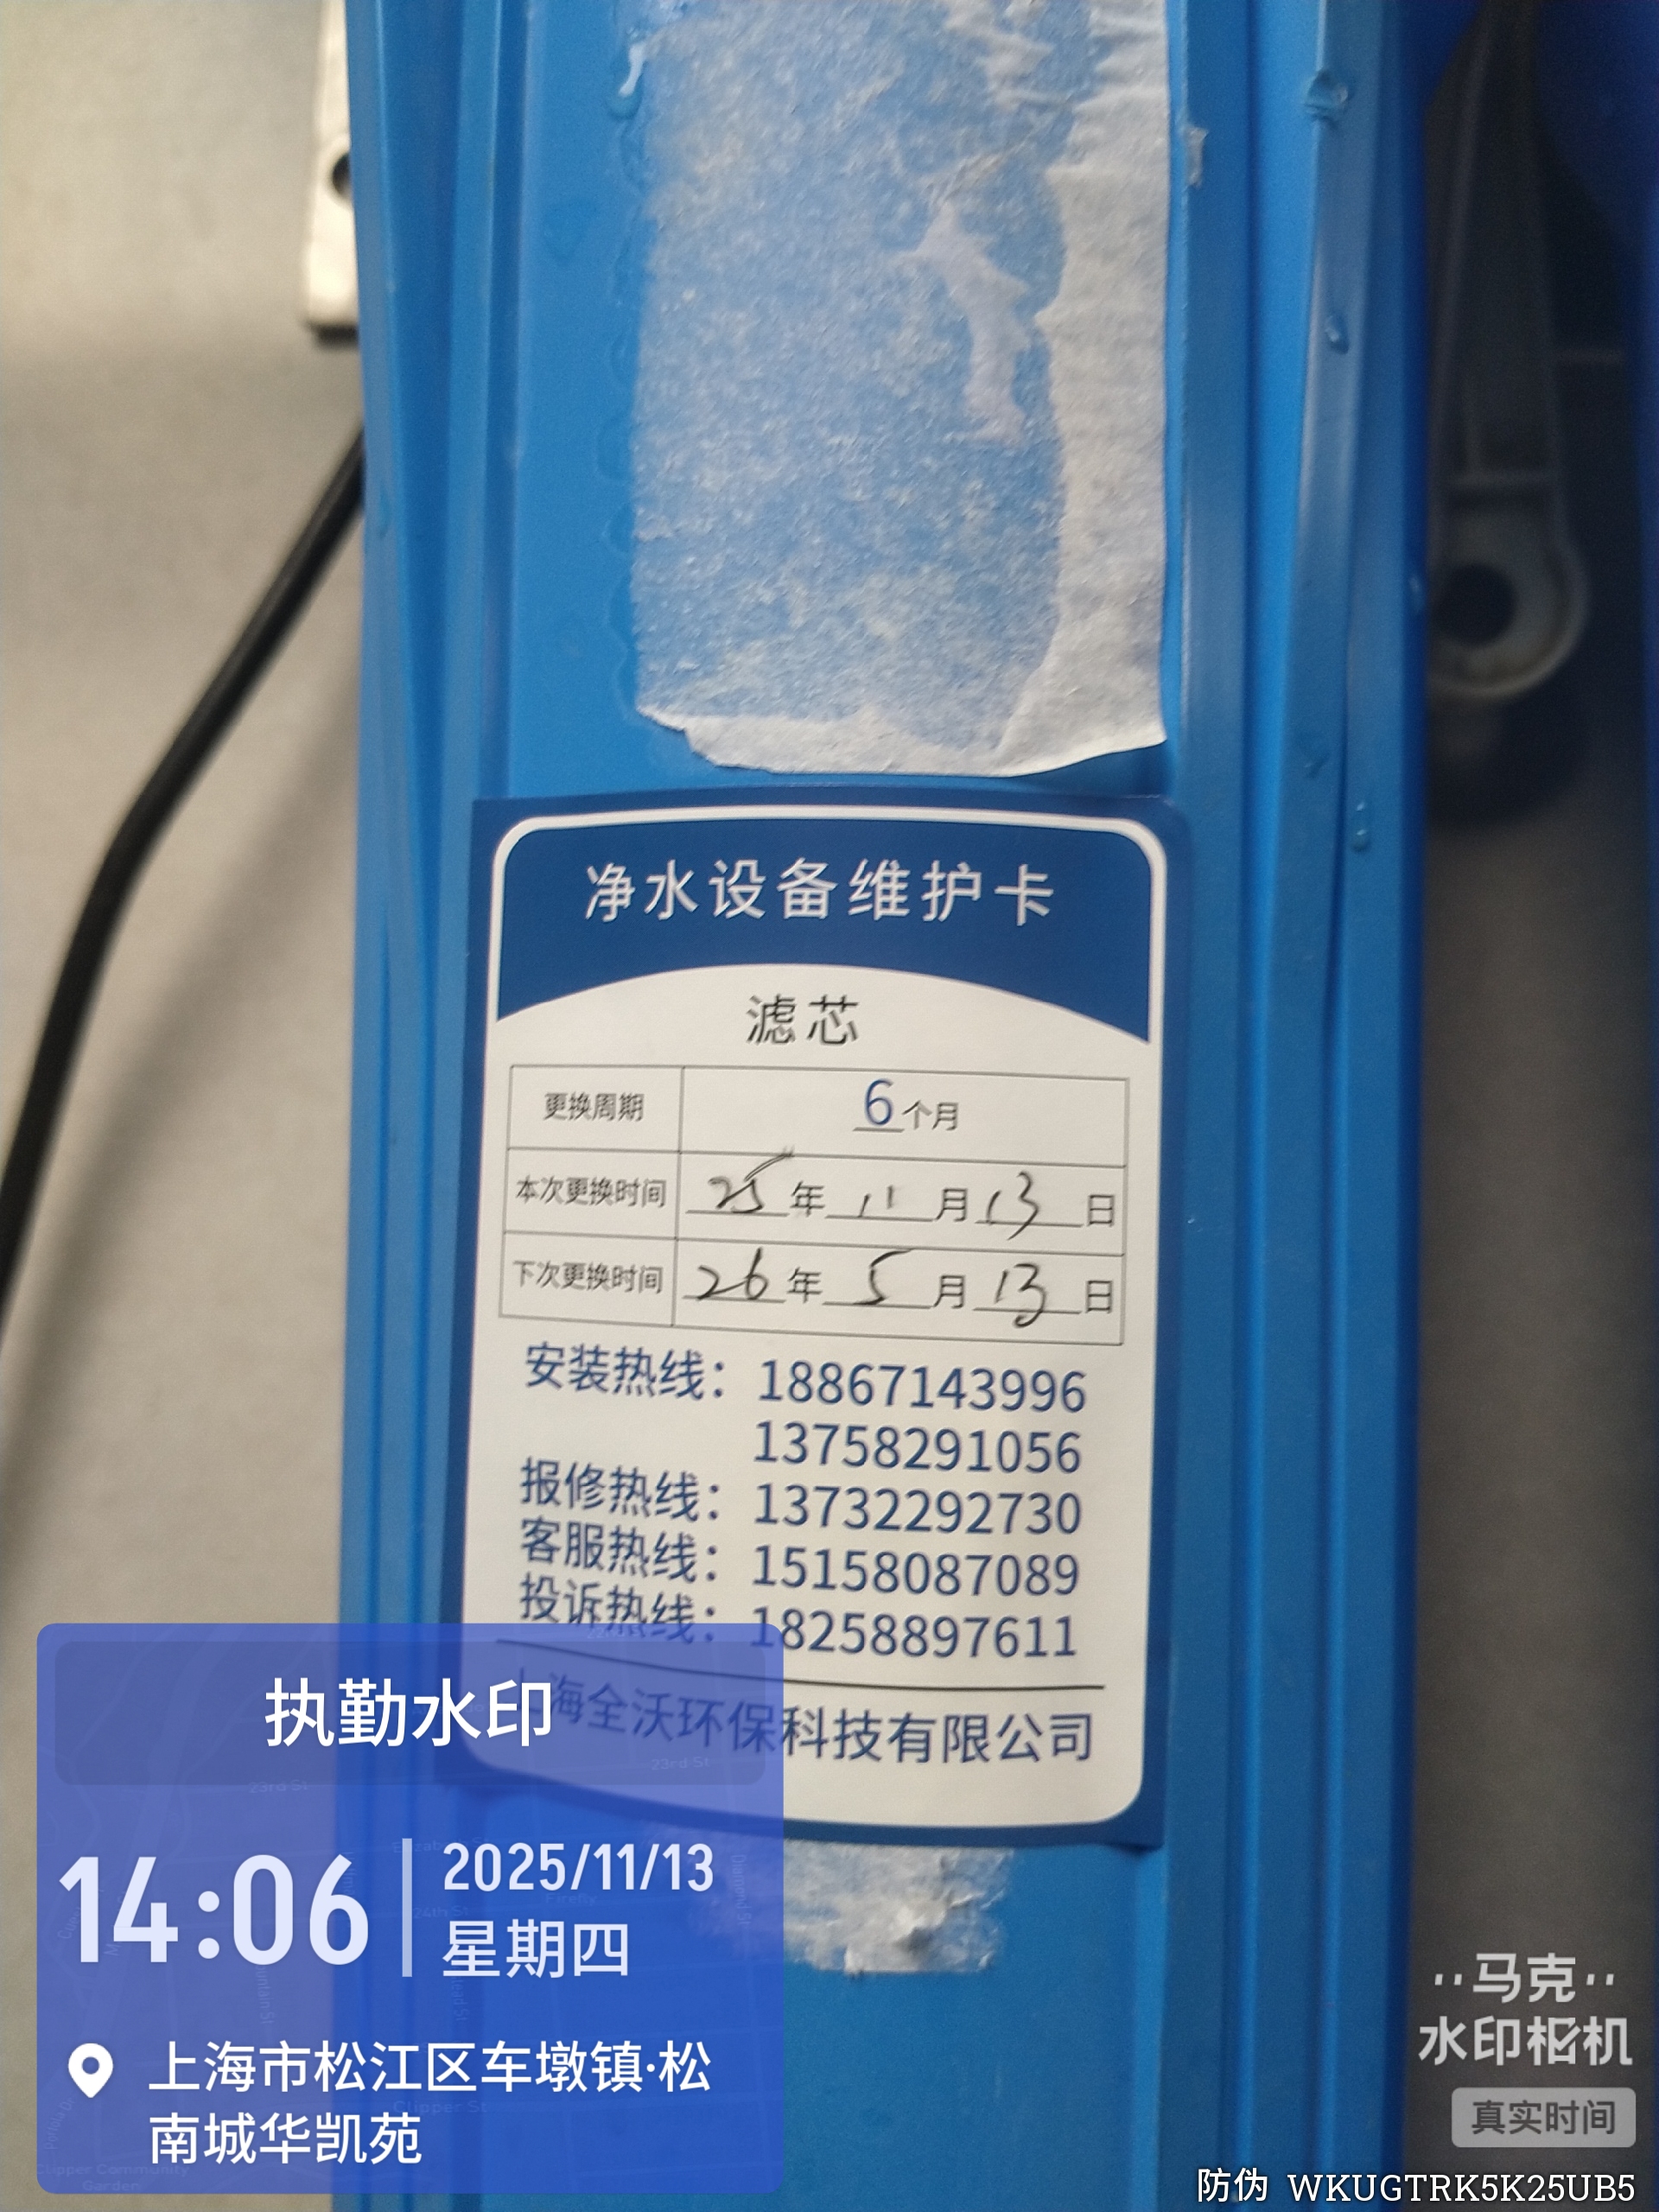 净水设备维护卡
滤芯
更换周期 6个月
本次更换时间 25年11月13日
下次更换时间 26年5月13日
安装热线：18867143996
13758291056
报修热线：13732292730
客服热线：15158087089
投诉热线：18258897611
上海全沃环保科技有限公司
执勤水印
14:06
2025/11/13
星期四
上海市松江区车墩镇·松
南城华凯苑
马克
水印相机
真实时间
防伪 WKUGTRK5K25UB5